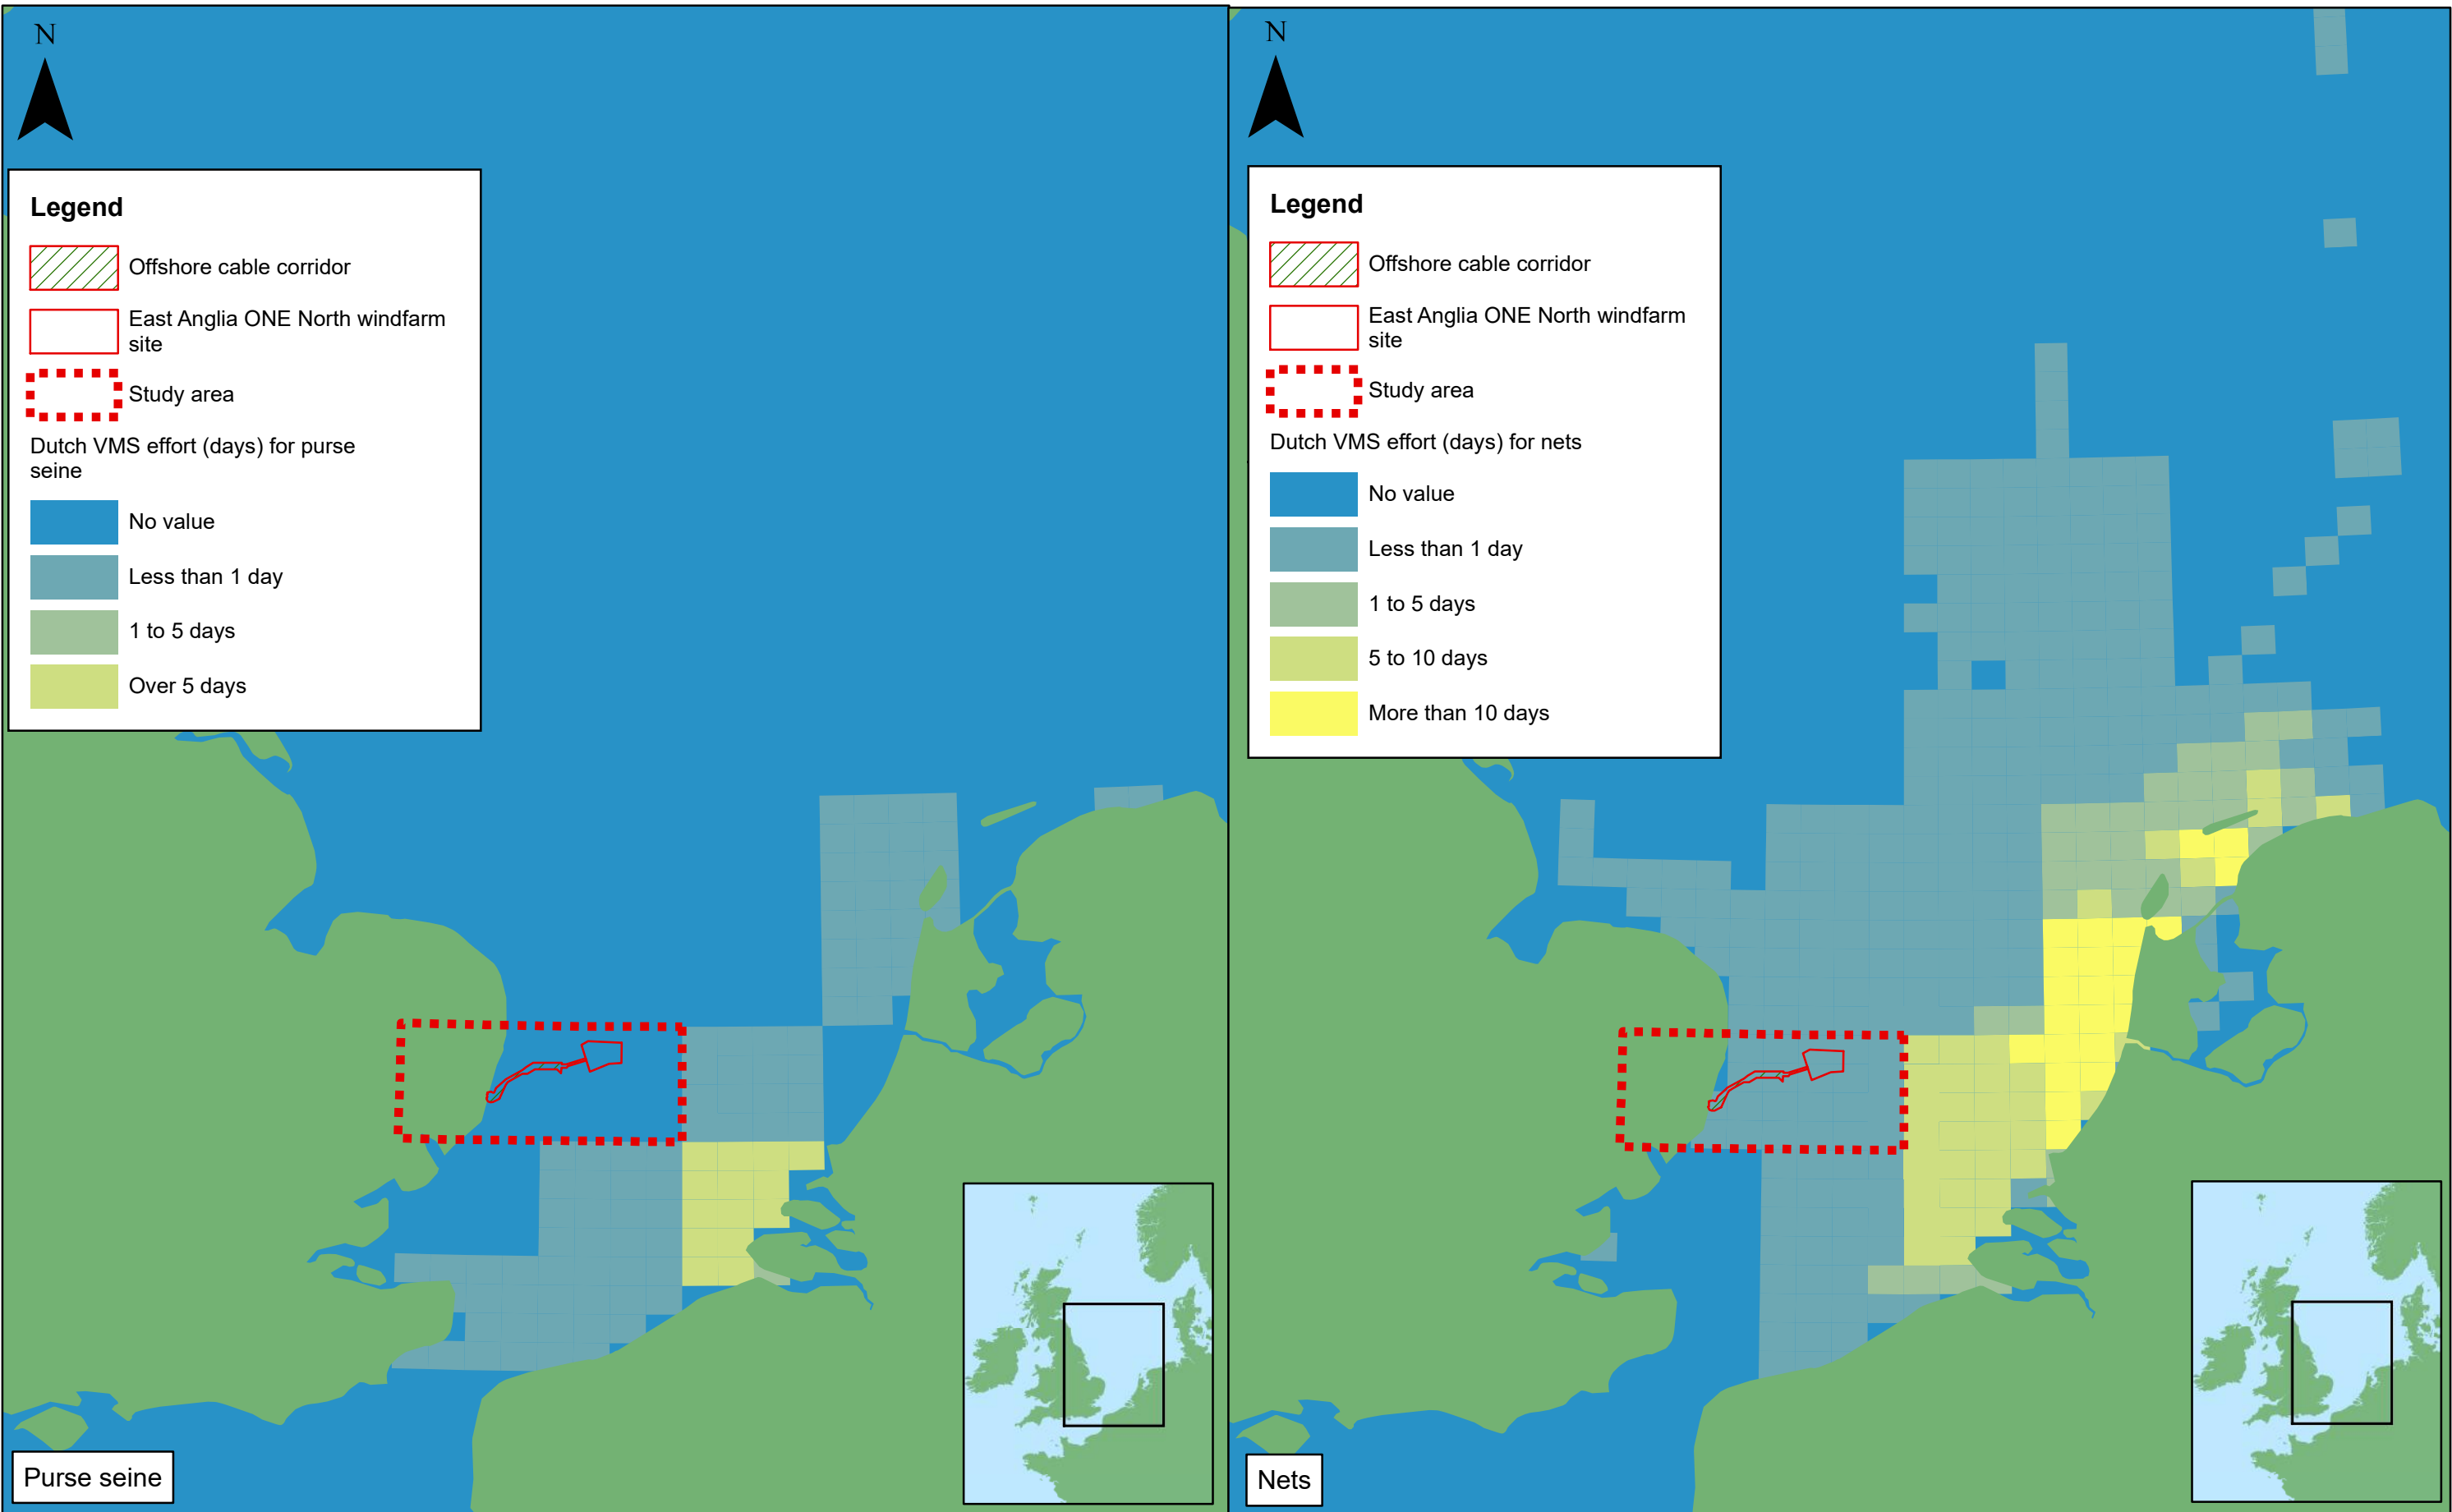 N
Legend
Offshore cable corridor
East Anglia ONE North windfarm
site
Study area
Dutch VMS effort (days) for purse
seine
No value
Less than 1 day
1 to 5 days
Over 5 days
Purse seine
N
Legend
Offshore cable corridor
East Anglia ONE North windfarm
site
Study area
Dutch VMS effort (days) for nets
No value
Less than 1 day
1 to 5 days
5 to 10 days
More than 10 days
Nets